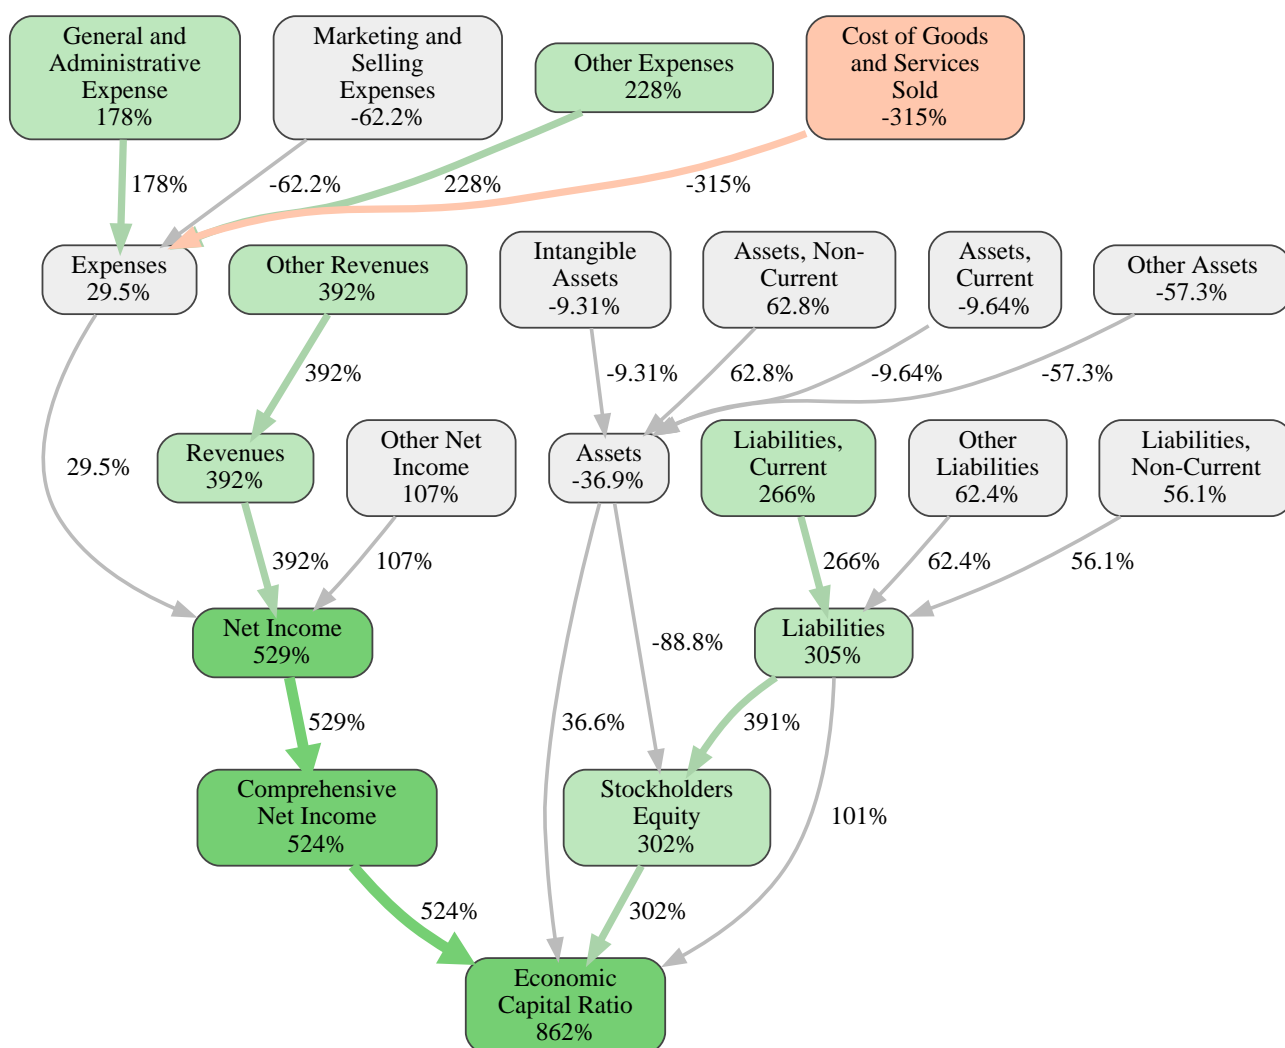 General and
Administrative
Expense
178%
Marketing and
Selling
Expenses
-62.2%
Other Expenses
228%
Cost of Goods
and Services
Sold
-315%
178%
-62.2%
228%
-315%
Expenses
29.5%
Other Revenues
392%
Intangible
Assets
-9.31%
Assets, Non-
Current
62.8%
Assets,
Current
-9.64%
Other Assets
-57.3%
392%
-9.31%
62.8%
-9.64%
-57.3%
29.5%
Revenues
392%
Other Net
Income
107%
Assets
-36.9%
Liabilities,
Current
266%
Other
Liabilities
62.4%
Liabilities,
Non-Current
56.1%
392%
107%
266%
62.4%
56.1%
Net Income
529%
-88.8%
Liabilities
305%
529%
36.6%
391%
Comprehensive
Net Income
524%
Stockholders
Equity
302%
101%
524%
302%
Economic
Capital Ratio
862%